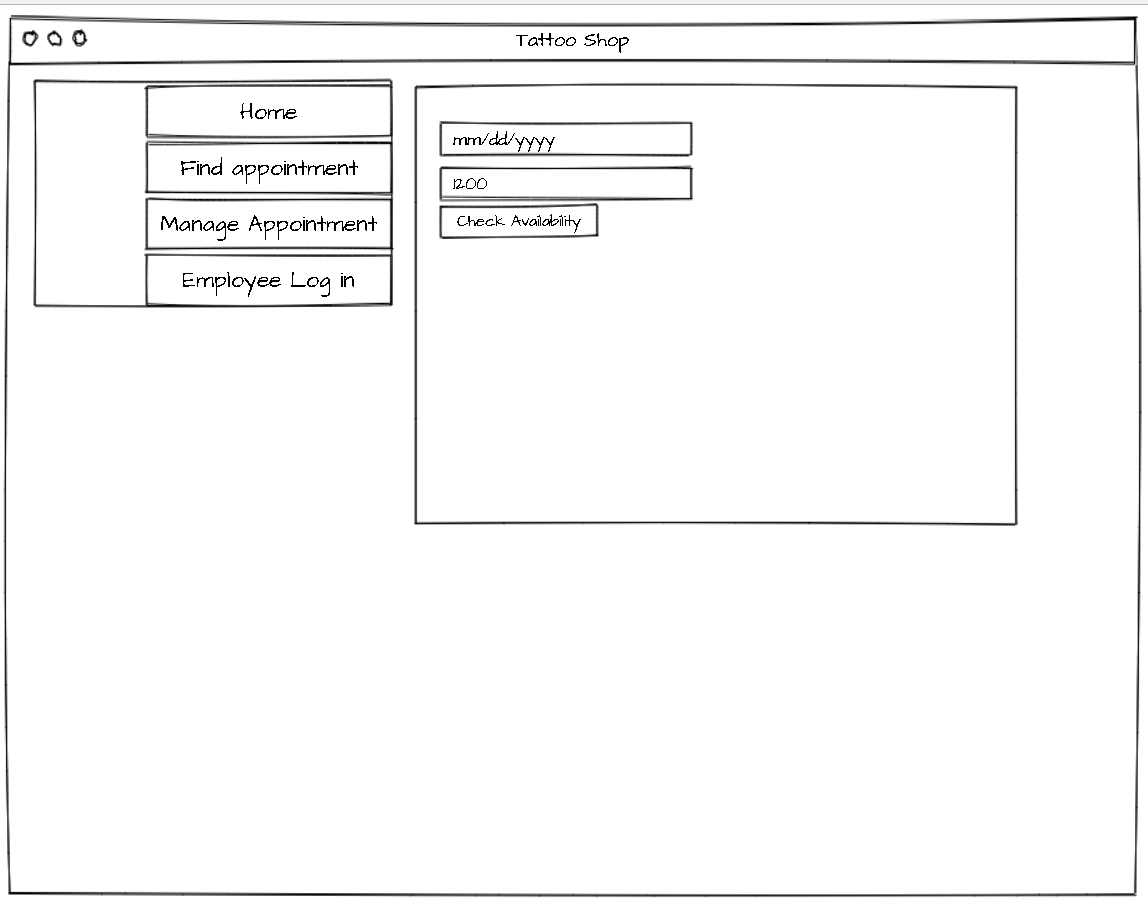 Tattoo Shop
Home
Find appointment
Manage Appointment
Employee Log in
mm/dd/yyyy
1200
Check Availability